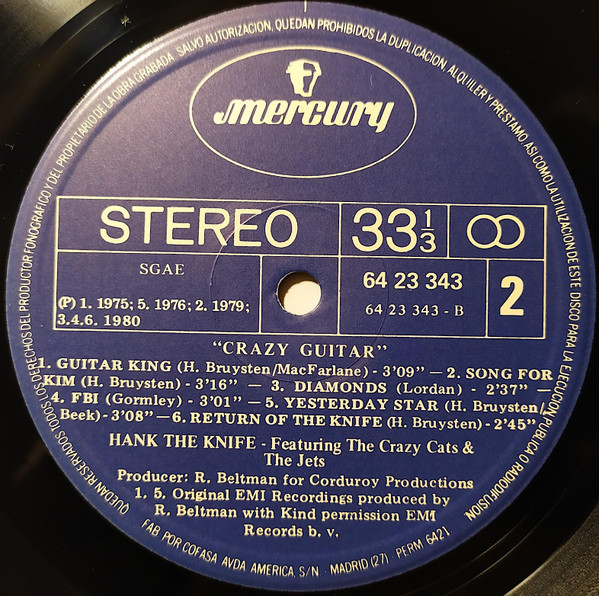 QUEDAN RESERVADOS TODOS LOS DERECHOS DEL PRODUCTOR FONOGRAFICO Y DEL PROPIETARIO DE LA OBRA GRABADA. SALVO AUTORIZACION, QUEDAN PROHIBIDOS LA DUPLICACION, ALQUILER Y PRESTAMO, ASI COMO LA UTILIZACION DE ESTE DISCO PARA LA EJECUCION PUBLICA O RADIODIFUSION.
mercury
STEREO 33 1/3
SGAE 64 23 343 2
(P) 1. 1975; 5. 1976; 2. 1979; 64 23 343 - B
3.4.6. 1980
"CRAZY GUITAR"
1. GUITAR KING (H. Bruysten/MacFarlane) - 3'09" — 2. SONG FOR
KIM (H. Bruysten) - 3'16" — 3. DIAMONDS (Lordan) - 2'37" —
4. FBI (Gormley) - 3'01" — 5. YESTERDAY STAR (H. Bruysten/
Beek) - 3'08" — 6. RETURN OF THE KNIFE (H. Bruysten) - 2'45"
HANK THE KNIFE - Featuring The Crazy Cats &
The Jets
Producer: R. Beltman for Corduroy Productions
1. 5. Original EMI Recordings produced by
R. Beltman with Kind permission EMI
Records b. v.
FAB POR COFASA AVDA AMERICA, S/N - MADRID (27) PERM 6421